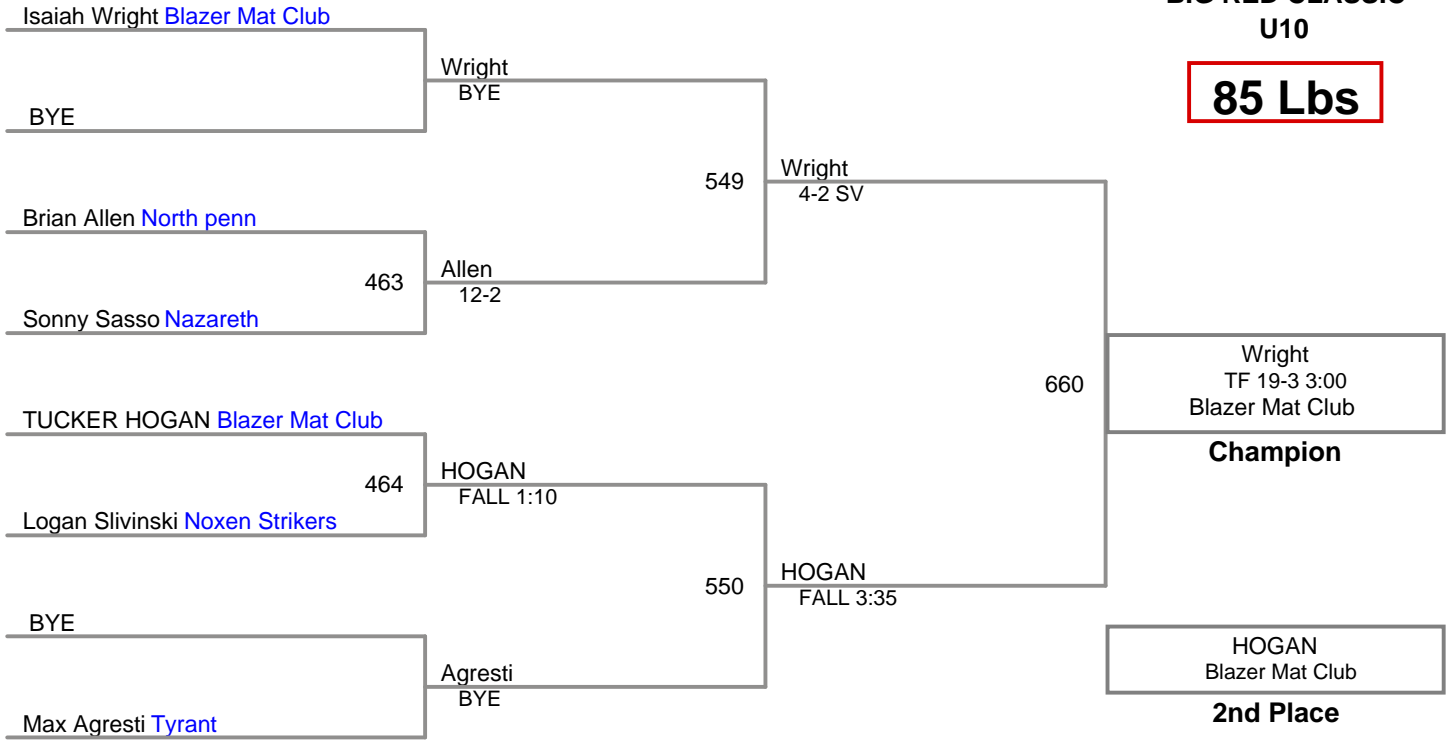 BIG RED CLASSIC
U10
85 Lbs
Isaiah Wright Blazer Mat Club
Wright
BYE
BYE
549
Wright
4-2 SV
Brian Allen North penn
463
Allen
12-2
Sonny Sasso Nazareth
660
Wright
TF 19-3 3:00
Blazer Mat Club
Champion
TUCKER HOGAN Blazer Mat Club
464
HOGAN
FALL 1:10
Logan Slivinski Noxen Strikers
550
HOGAN
FALL 3:35
BYE
Agresti
BYE
Max Agresti Tyrant
HOGAN
Blazer Mat Club
2nd Place